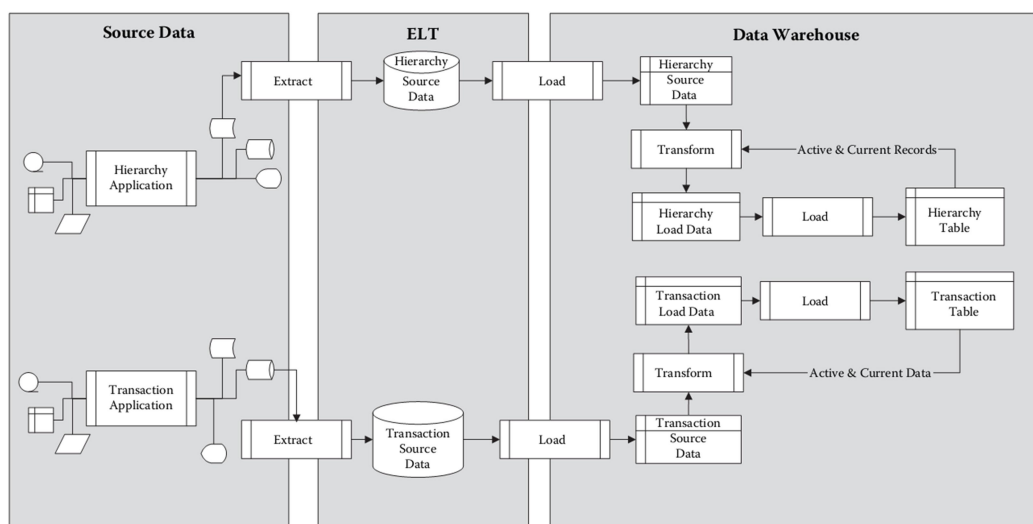 Source Data
ELT
Data Warehouse
Extract
Hierarchy
Source
Data
Load
Hierarchy
Source
Data
Transform
Active & Current Records
Hierarchy
Application
Hierarchy
Load Data
Load
Hierarchy
Table
Transaction
Load Data
Load
Transaction
Table
Transform
Active & Current Data
Transaction
Application
Extract
Transaction
Source
Data
Load
Transaction
Source
Data